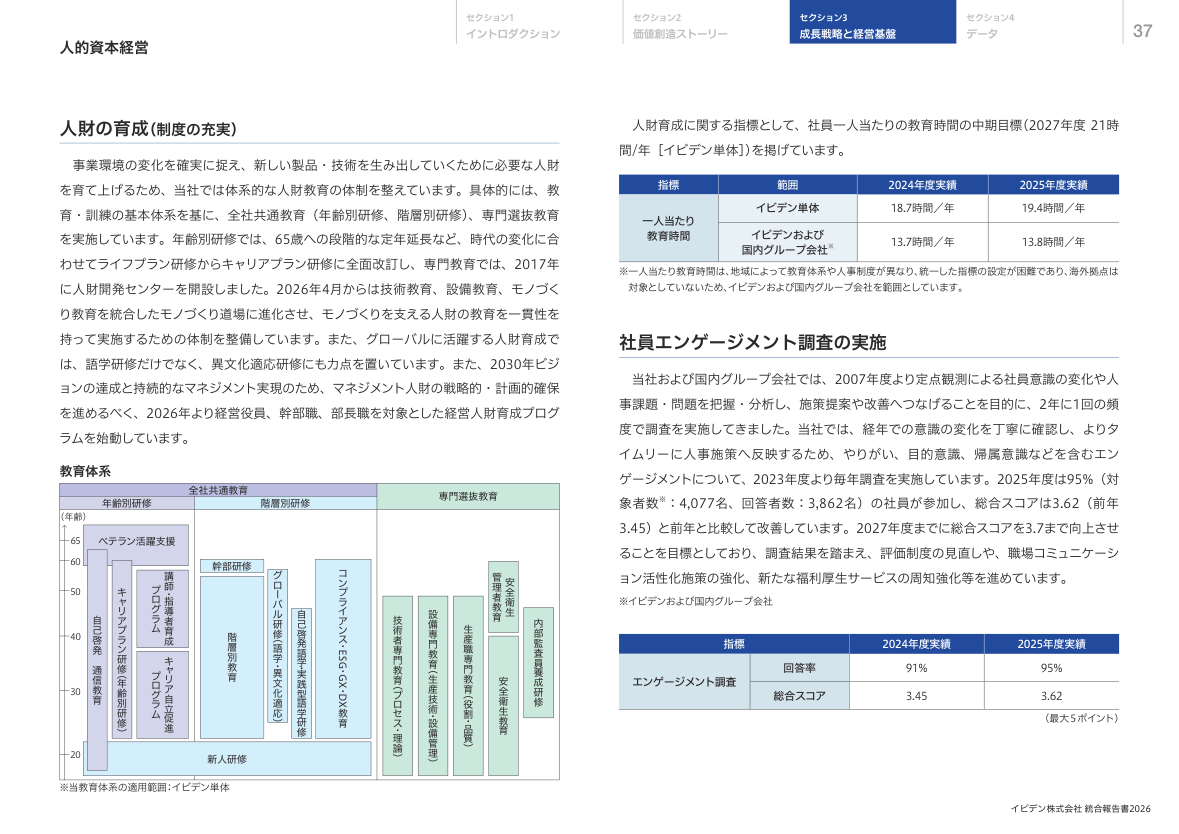 人的資本経営
セクション1
イントロダクション
セクション2
価値創造ストーリー
セクション3
成長戦略と経営基盤
セクション4
データ
37
人財の育成（制度の充実）
事業環境の変化を確実に捉え、新しい製品・技術を生み出していくために必要な人財
を育て上げるため、当社では体系的な人財教育の体制を整えています。具体的には、教
育・訓練の基本体系を基に、全社共通教育（年齢別研修、階層別研修）、専門選抜教育
を実施しています。年齢別研修では、65歳への段階的な定年延長など、時代の変化に合
わせてライフプラン研修からキャリアプラン研修に全面改訂し、専門教育では、2017年
に人財開発センターを開設しました。2026年4月からは技術教育、設備教育、モノづく
り教育を統合したモノづくり道場に進化させ、モノづくりを支える人財の教育を一貫性を
持って実施するための体制を整備しています。また、グローバルに活躍する人財育成で
は、語学研修だけでなく、異文化適応研修にも力点を置いています。また、2030年ビジ
ョンの達成と持続的なマネジメント実現のため、マネジメント人財の戦略的・計画的確保
を進めるべく、2026年より経営役員、幹部職、部長職を対象とした経営人財育成プログ
ラムを始動しています。
教育体系
全社共通教育
専門選抜教育
年齢別研修
階層別研修
（年齢）
65
60
50
40
30
20
ベテラン活躍支援
自己啓発 通信教育
キャリアプラン研修（年齢別研修）
講師・指導者育成
プログラム
キャリア自立促進
プログラム
幹部研修
階層別教育
グローバル研修（語学・異文化適応）
自己啓発語学・実践型語学研修
コンプライアンス・ESG・GX・DX教育
新人研修
技術者専門教育（プロセス・理論）
設備専門教育（生産技術・設備管理）
生産職専門教育（役割・品質）
安全衛生
管理者教育
安全衛生教育
内部監査員養成研修
※当教育体系の適用範囲：イビデン単体
人財育成に関する指標として、社員一人当たりの教育時間の中期目標（2027年度 21時
間/年［イビデン単体］）を掲げています。
指標
範囲
2024年度実績
2025年度実績
一人当たり
教育時間
イビデン単体
18.7時間／年
19.4時間／年
イビデンおよび
国内グループ会社※
13.7時間／年
13.8時間／年
※一人当たり教育時間は、地域によって教育体系や人事制度が異なり、統一した指標の設定が困難であり、海外拠点は
対象としていないため、イビデンおよび国内グループ会社を範囲としています。
社員エンゲージメント調査の実施
当社および国内グループ会社では、2007年度より定点観測による社員意識の変化や人
事課題・問題を把握・分析し、施策提案や改善へつなげることを目的に、2年に1回の頻
度で調査を実施してきました。当社では、経年での意識の変化を丁寧に確認し、よりタ
イムリーに人事施策へ反映するため、やりがい、目的意識、帰属意識などを含むエン
ゲージメントについて、2023年度より毎年調査を実施しています。2025年度は95%（対
象者数※：4,077名、回答者数：3,862名）の社員が参加し、総合スコアは3.62（前年
3.45）と前年と比較して改善しています。2027年度までに総合スコアを3.7まで向上させ
ることを目標としており、調査結果を踏まえ、評価制度の見直しや、職場コミュニケーシ
ョン活性化施策の強化、新たな福利厚生サービスの周知強化等を進めています。
※イビデンおよび国内グループ会社
指標
2024年度実績
2025年度実績
エンゲージメント調査
回答率
91%
95%
総合スコア
3.45
3.62
（最大5ポイント）
イビデン株式会社 統合報告書2026